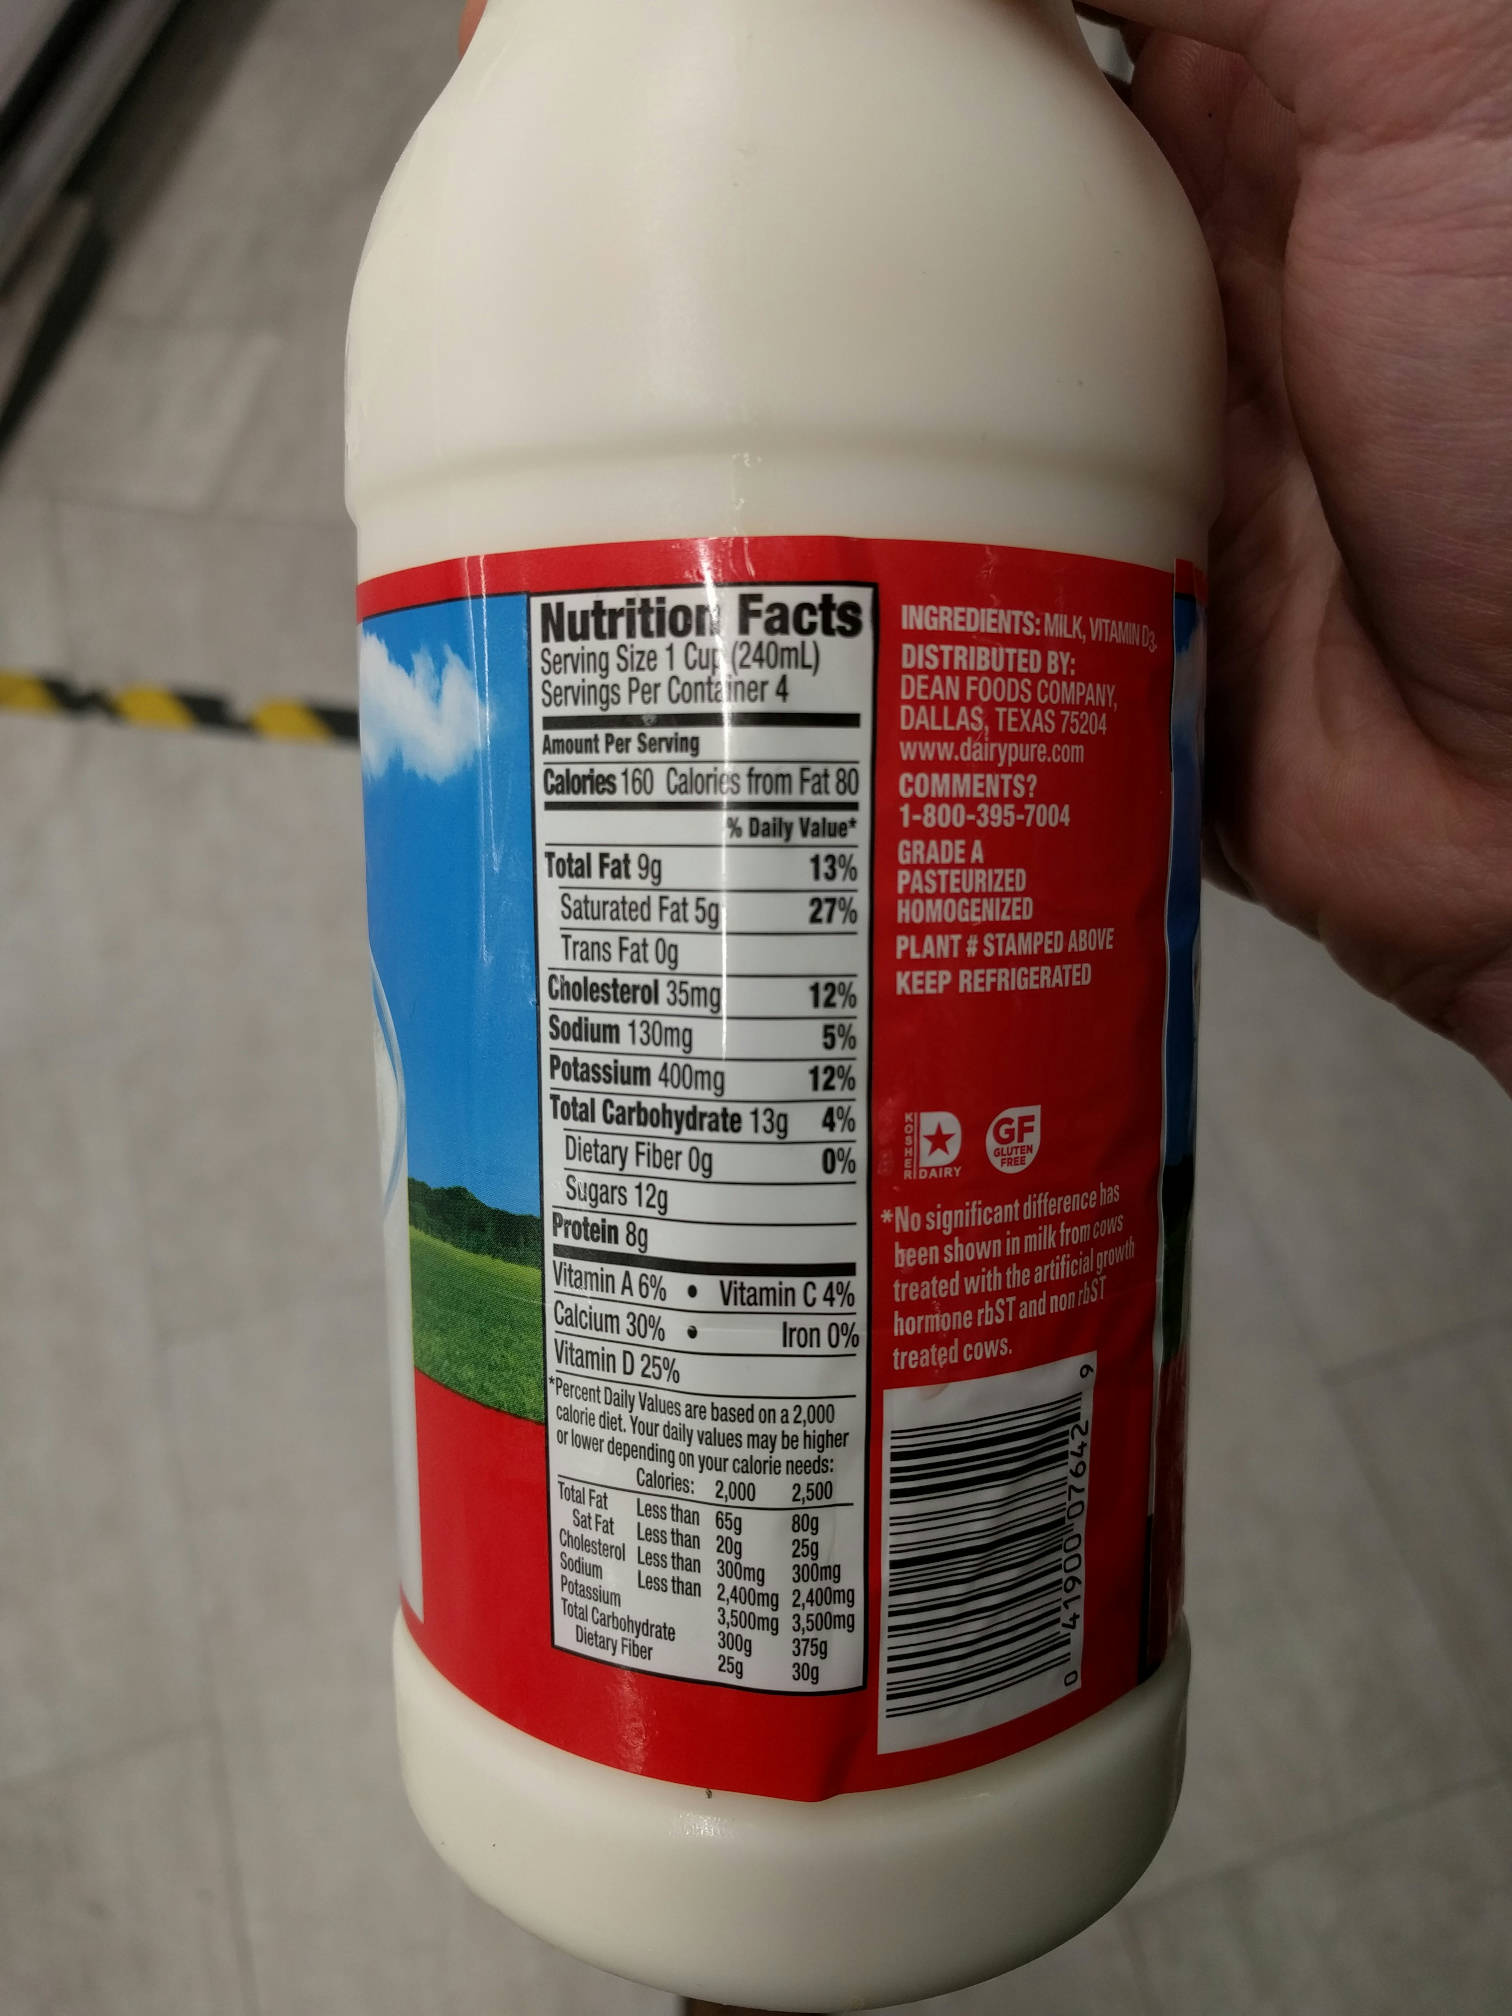 Nutrition Facts
Serving Size 1 Cup (240mL)
Servings Per Container 4
Amount Per Serving
Calories 160 Calories from Fat 80
% Daily Value*
Total Fat 9g 13%
Saturated Fat 5g 27%
Trans Fat 0g
Cholesterol 35mg 12%
Sodium 130mg 5%
Potassium 400mg 12%
Total Carbohydrate 13g 4%
Dietary Fiber 0g 0%
Sugars 12g
Protein 8g
Vitamin A 6% • Vitamin C 4%
Calcium 30% • Iron 0%
Vitamin D 25%
*Percent Daily Values are based on a 2,000
calorie diet. Your daily values may be higher
or lower depending on your calorie needs:
Calories: 2,000 2,500
Total Fat Less than 65g 80g
Sat Fat Less than 20g 25g
Cholesterol Less than 300mg 300mg
Sodium Less than 2,400mg 2,400mg
Potassium 3,500mg 3,500mg
Total Carbohydrate 300g 375g
Dietary Fiber 25g 30g
INGREDIENTS: MILK, VITAMIN D3.
DISTRIBUTED BY:
DEAN FOODS COMPANY,
DALLAS, TEXAS 75204
www.dairypure.com
COMMENTS?
1-800-395-7004
GRADE A
PASTEURIZED
HOMOGENIZED
PLANT # STAMPED ABOVE
KEEP REFRIGERATED
KOSHER
D
DAIRY
GF
GLUTEN
FREE
*No significant difference has
been shown in milk from cows
treated with the artificial growth
hormone rbST and non rbST
treated cows.
0 41900 07642 9